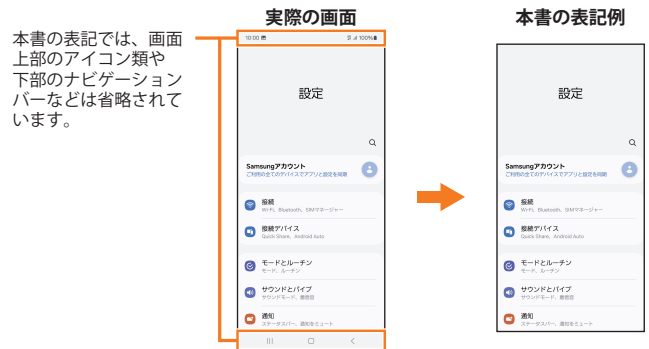 実際の画面
本書の表記例
本書の表記では、画面
上部のアイコン類や
下部のナビゲーション
バーなどは省略されて
います。
10:00
100%
設定
Samsungアカウント
ご利用の全てのデバイスでアプリと設定を同期
接続
Wi-Fi、Bluetooth、SIMマネージャー
接続デバイス
Quick Share、Android Auto
モードとルーチン
モード、ルーチン
サウンドとバイブ
サウンドモード、着信音
通知
ステータスバー、通知をミュート
設定
Samsungアカウント
ご利用の全てのデバイスでアプリと設定を同期
接続
Wi-Fi、Bluetooth、SIMマネージャー
接続デバイス
Quick Share、Android Auto
モードとルーチン
モード、ルーチン
サウンドとバイブ
サウンドモード、着信音
通知
ステータスバー、通知をミュート